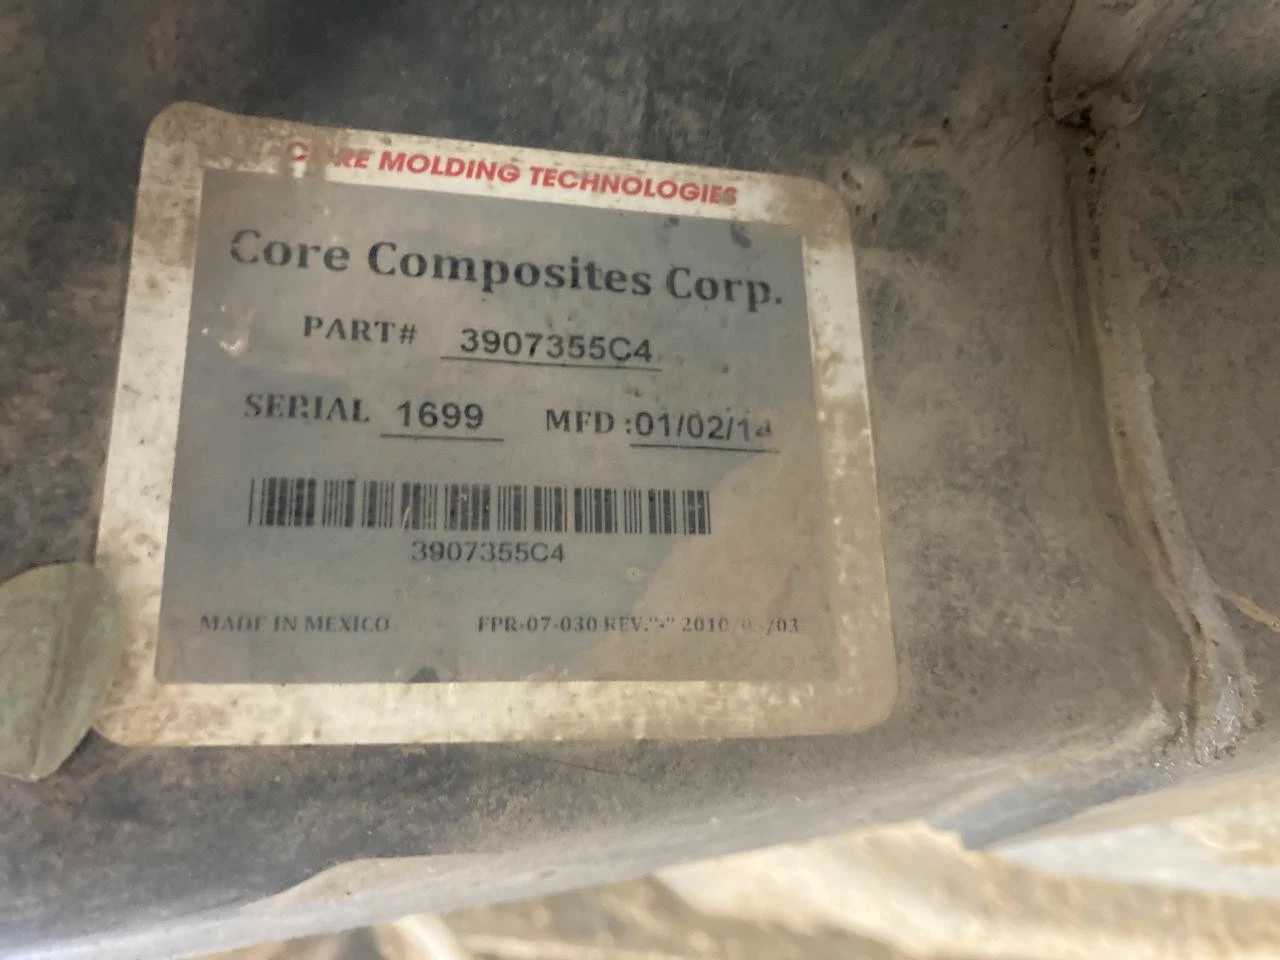 CORE MOLDING TECHNOLOGIES
Core Composites Corp.
PART# 3907355C4
SERIAL 1699 MFD :01/02/14
3907355C4
MADE IN MEXICO FPR-07-030 REV."-"